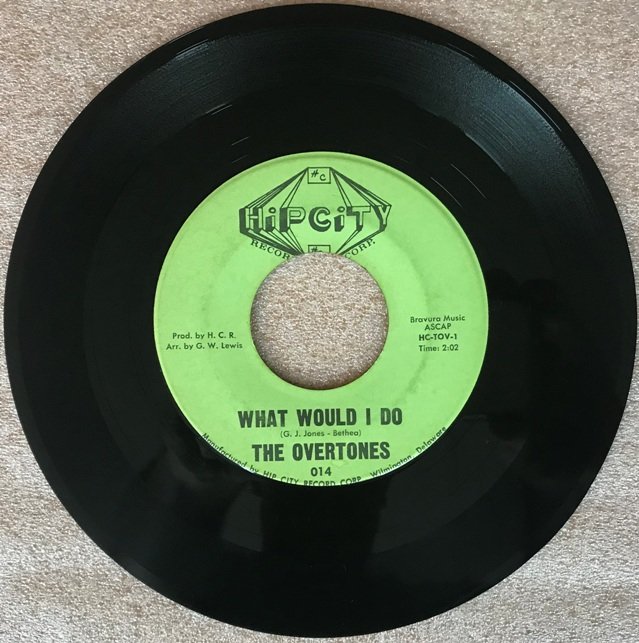 #c
HiPCiTY
RECORD CORP.
Prod. by H. C. R.
Arr. by G. W. Lewis
Bravura Music
ASCAP
HC-TOV-1
Time: 2:02
WHAT WOULD I DO
(G. J. Jones - Bethea)
THE OVERTONES
014
Manufactured by HIP CITY RECORD CORP. Wilmington, Delaware